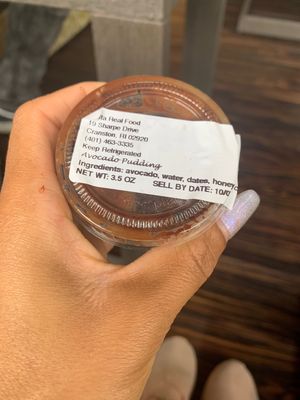 Real Food
19 Sharpe Drive
Cranston, RI 02920
(401) 463-3335
Keep Refrigerated
Avocado Pudding
Ingredients: avocado, water, dates, honey
NET WT: 3.5 OZ SELL BY DATE: 10/